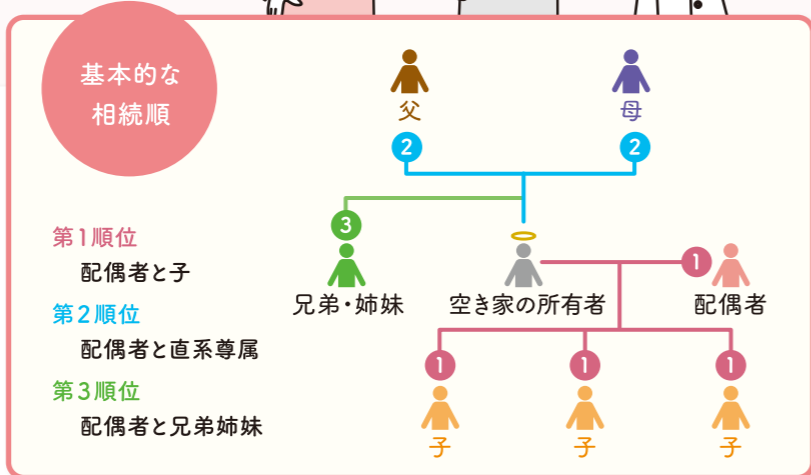 基本的な
相続順
父
母
2
2
3
1
兄弟・姉妹
空き家の所有者
配偶者
第1順位
配偶者と子
第2順位
配偶者と直系尊属
第3順位
配偶者と兄弟姉妹
1
1
1
子
子
子